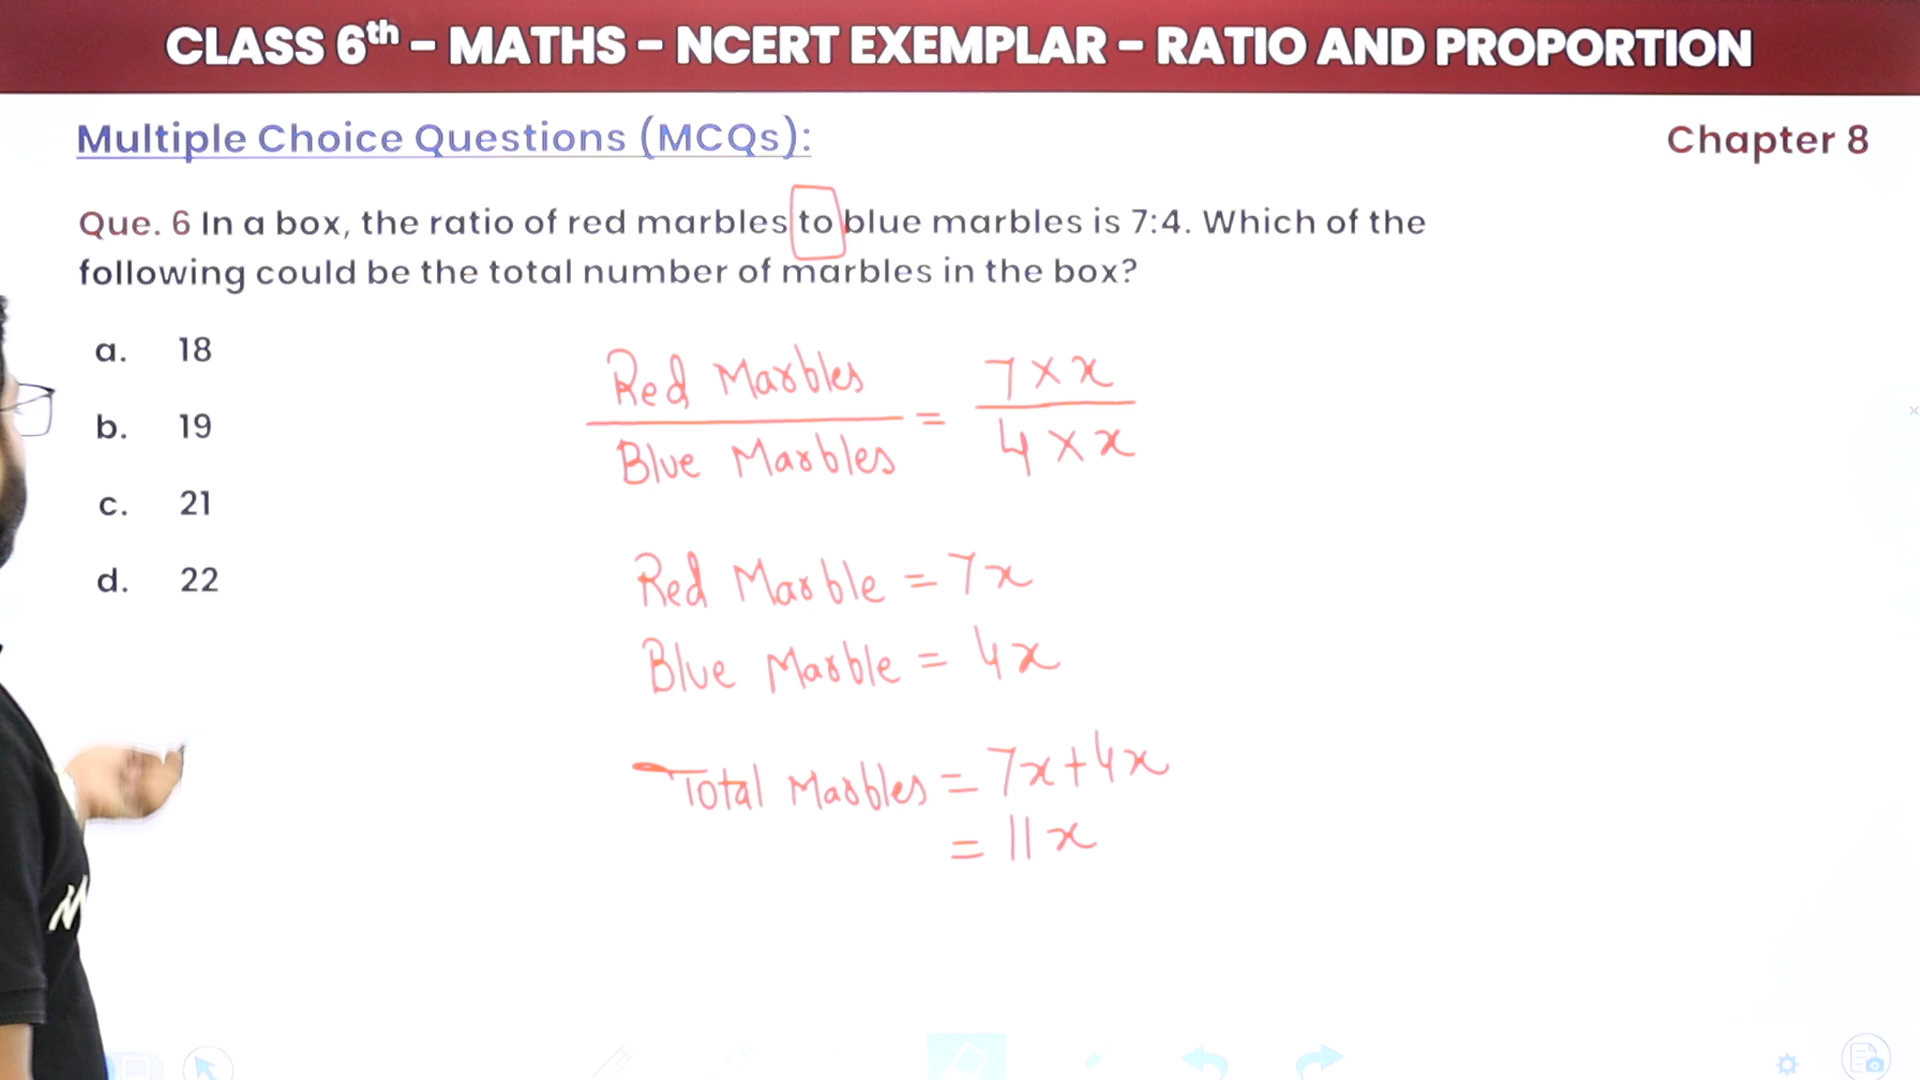 CLASS 6th – MATHS – NCERT EXEMPLAR – RATIO AND PROPORTION
Multiple Choice Questions (MCQs):
Chapter 8
Que. 6 In a box, the ratio of red marbles to blue marbles is 7:4. Which of the
following could be the total number of marbles in the box?
a. 18
b. 19
c. 21
d. 22
Red Marbles = 7 × x
Blue Marbles 4 × x
Red Marble = 7x
Blue Marble = 4x
Total Marbles = 7x+4x
= 11x